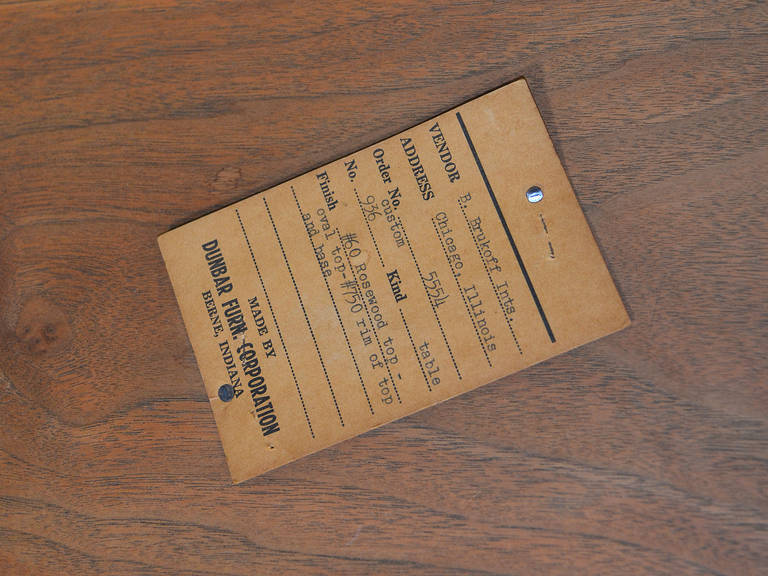 VENDOR B. Brukoff Ints.,
ADDRESS Chicago, Illinois
Order No. custom 5554
No. 936 Kind table
Finish #60 Rosewood top -
oval top-#750 rim of top
and base
MADE BY
DUNBAR FURN. CORPORATION
BERNE, INDIANA